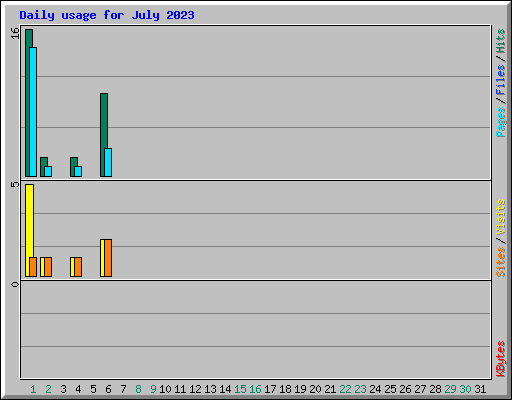 Daily usage for July 2023
16
5
0
Pages/Files/Hits
Sites/Visits
KBytes
1 2 3 4 5 6 7 8 9 10 11 12 13 14 15 16 17 18 19 20 21 22 23 24 25 26 27 28 29 30 31